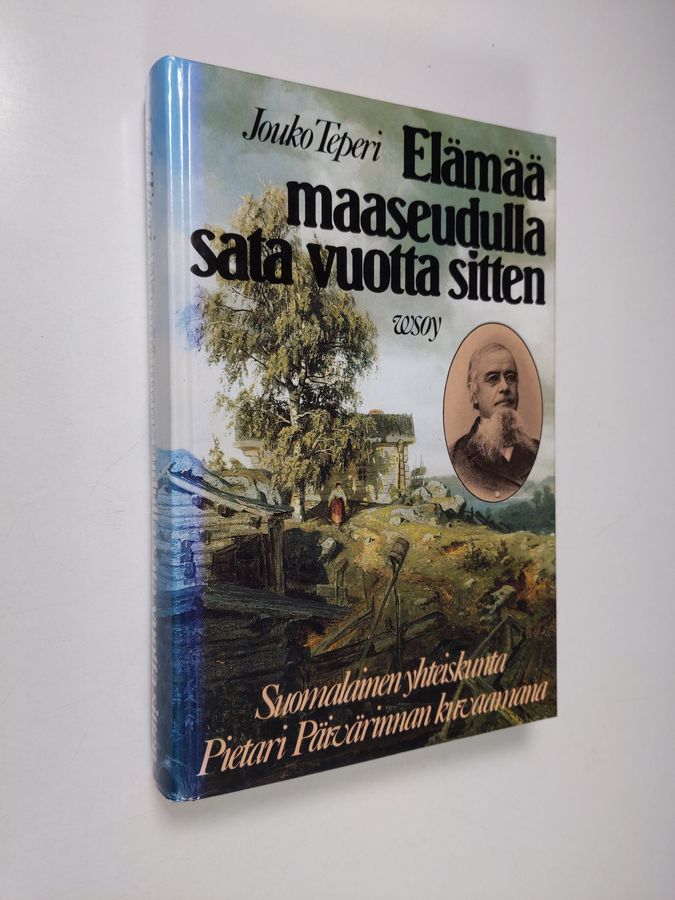 Jouko Teperi
Elämää
maaseudulla
sata vuotta sitten
wsoy
Suomalainen yhteiskunta
Pietari Päivärinnan kuvaamana